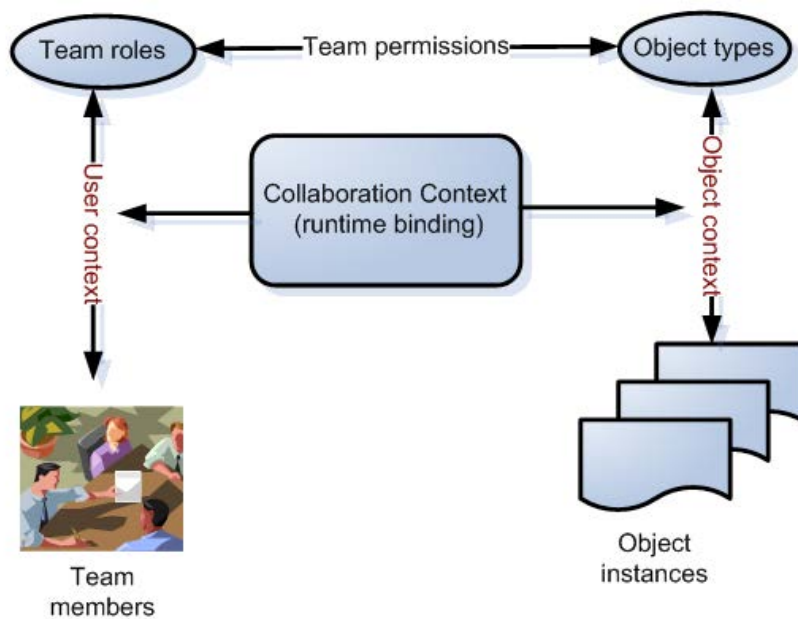 Team roles
Team permissions
Object types
User context
Collaboration Context
(runtime binding)
Object context
Team
members
Object
instances